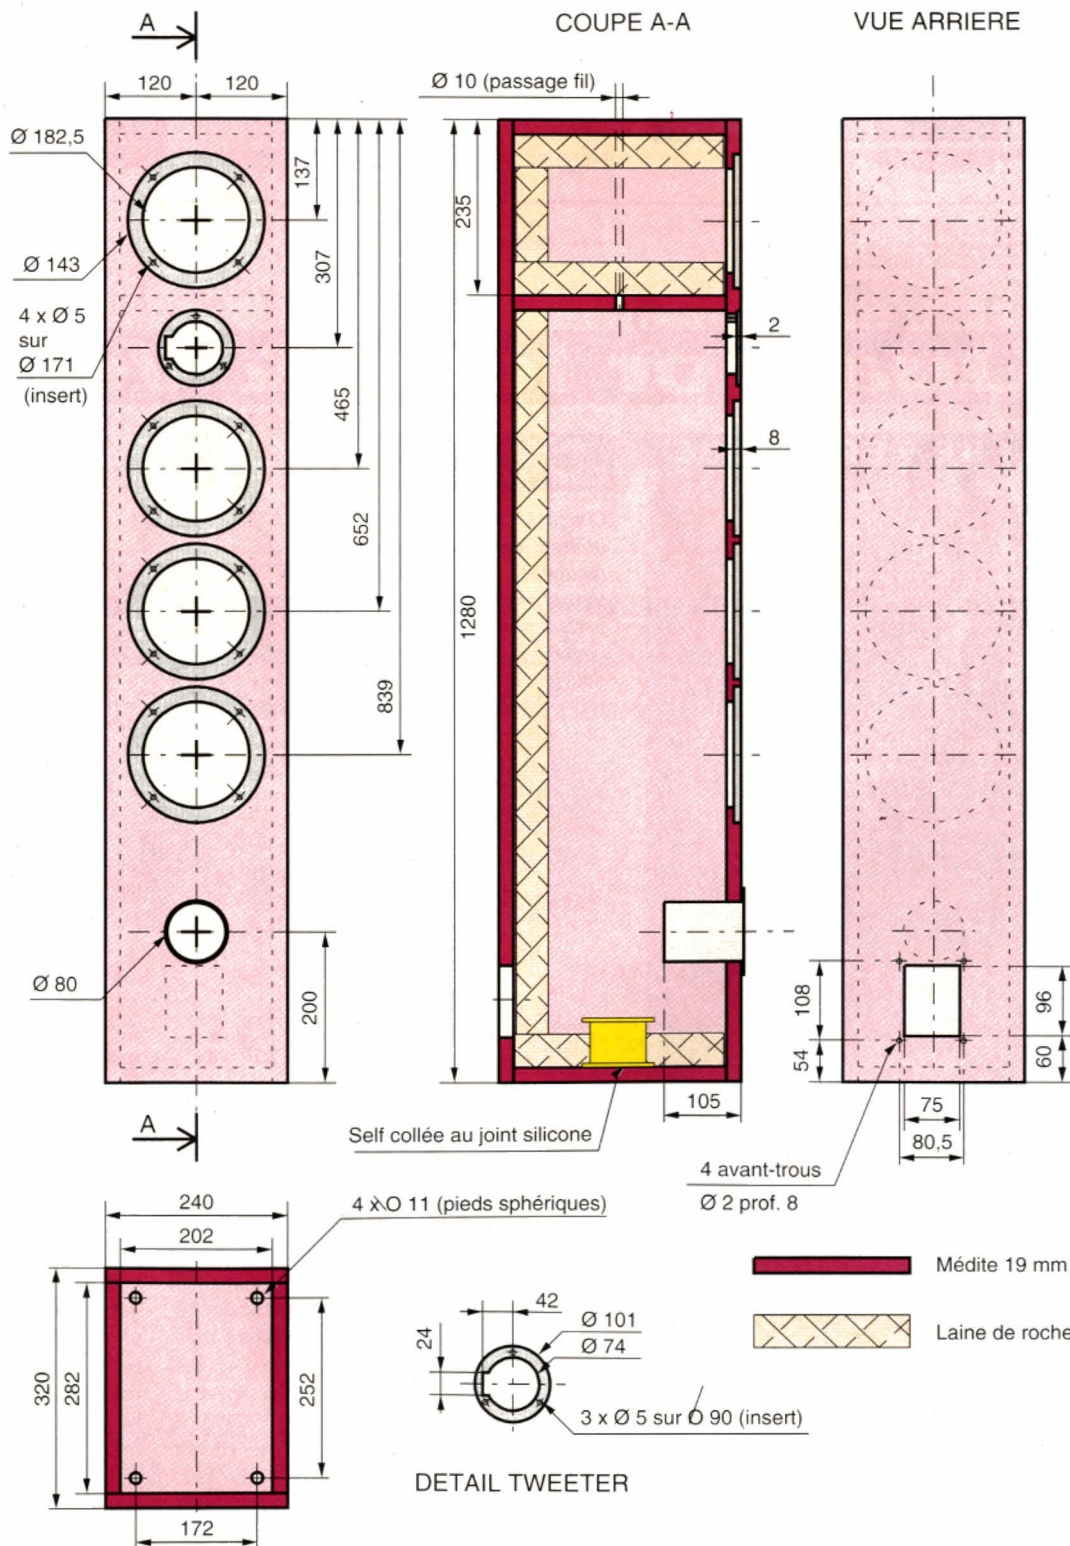 COUPE A-A
VUE ARRIERE
A
120
120
Ø 10 (passage fil)
Ø 182,5
137
235
Ø 143
307
4 x Ø 5
sur
Ø 171
(insert)
2
465
8
652
1280
839
Ø 80
200
108
96
54
60
105
75
80,5
A
Self collée au joint silicone
4 avant-trous
Ø 2 prof. 8
240
4 x O 11 (pieds sphériques)
202
Médite 19 mm
42
Ø 101
24
Ø 74
Laine de roche
320
282
252
3 x Ø 5 sur Ø 90 (insert)
DETAIL TWEETER
172